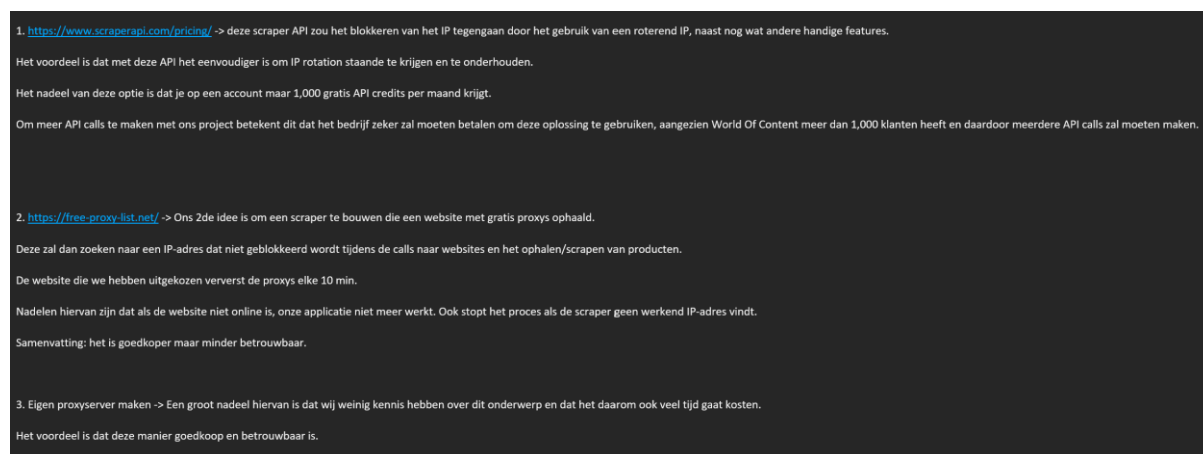 1. https://www.scraperapi.com/pricing/ -> deze scraper API zou het blokkeren van het IP tegengaan door het gebruik van een roterend IP, naast nog wat andere handige features.
Het voordeel is dat met deze API het eenvoudiger is om IP rotation staande te krijgen en te onderhouden.
Het nadeel van deze optie is dat je op een account maar 1,000 gratis API credits per maand krijgt.
Om meer API calls te maken met ons project betekent dit dat het bedrijf zeker zal moeten betalen om deze oplossing te gebruiken, aangezien World Of Content meer dan 1,000 klanten heeft en daardoor meerdere API calls zal moeten maken.
2. https://free-proxy-list.net/ -> Ons 2de idee is om een scraper te bouwen die een website met gratis proxys ophaald.
Deze zal dan zoeken naar een IP-adres dat niet geblokkeerd wordt tijdens de calls naar websites en het ophalen/scrapen van producten.
De website die we hebben uitgekozen ververst de proxys elke 10 min.
Nadelen hiervan zijn dat als de website niet online is, onze applicatie niet meer werkt. Ook stopt het proces als de scraper geen werkend IP-adres vindt.
Samenvatting: het is goedkoper maar minder betrouwbaar.
3. Eigen proxyserver maken -> Een groot nadeel hiervan is dat wij weinig kennis hebben over dit onderwerp en dat het daarom ook veel tijd gaat kosten.
Het voordeel is dat deze manier goedkoop en betrouwbaar is.